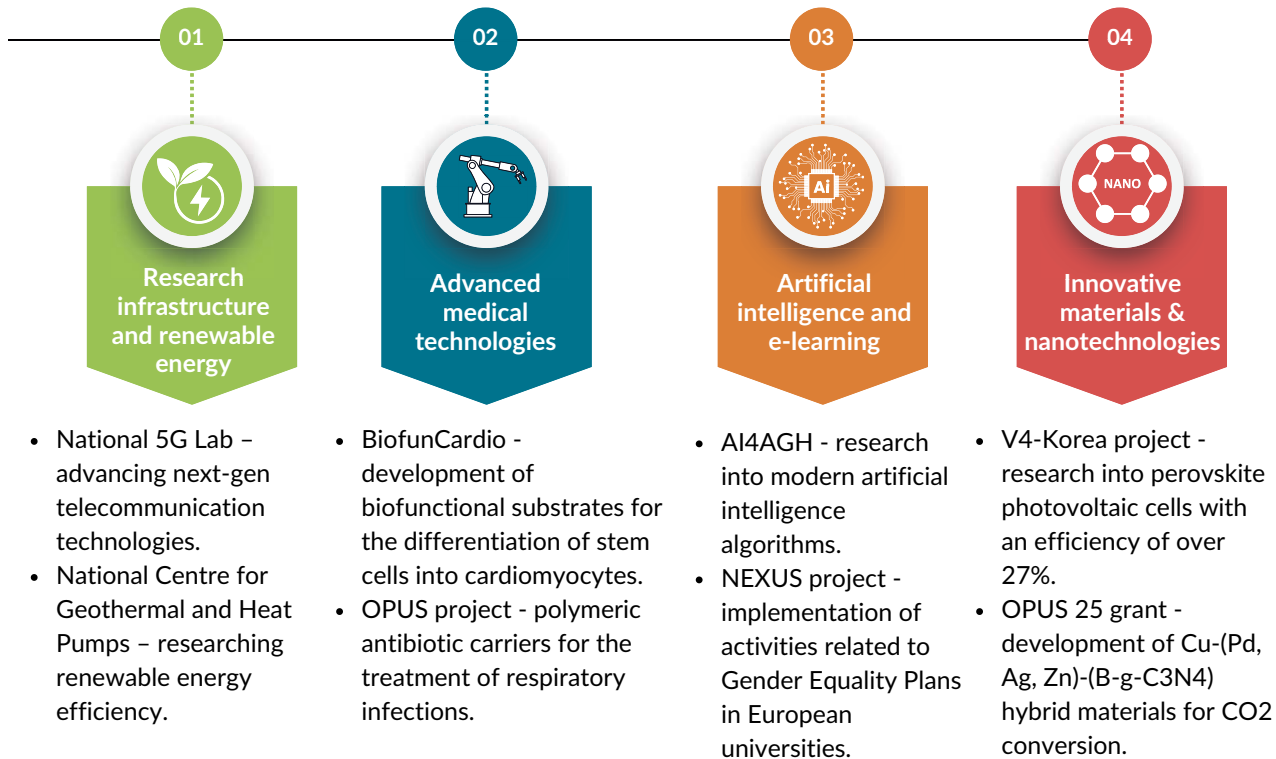 01
Research
infrastructure
and renewable
energy
• National 5G Lab –
advancing next-gen
telecommunication
technologies.
• National Centre for
Geothermal and Heat
Pumps – researching
renewable energy
efficiency.
02
Advanced
medical
technologies
• BiofunCardio -
development of
biofunctional substrates for
the differentiation of stem
cells into cardiomyocytes.
• OPUS project - polymeric
antibiotic carriers for the
treatment of respiratory
infections.
03
Ai
Artificial
intelligence and
e-learning
• AI4AGH - research
into modern artificial
intelligence
algorithms.
• NEXUS project -
implementation of
activities related to
Gender Equality Plans
in European
universities.
04
NANO
Innovative
materials &
nanotechnologies
• V4-Korea project -
research into perovskite
photovoltaic cells with
an efficiency of over
27%.
• OPUS 25 grant -
development of Cu-(Pd,
Ag, Zn)-(B-g-C3N4)
hybrid materials for CO2
conversion.